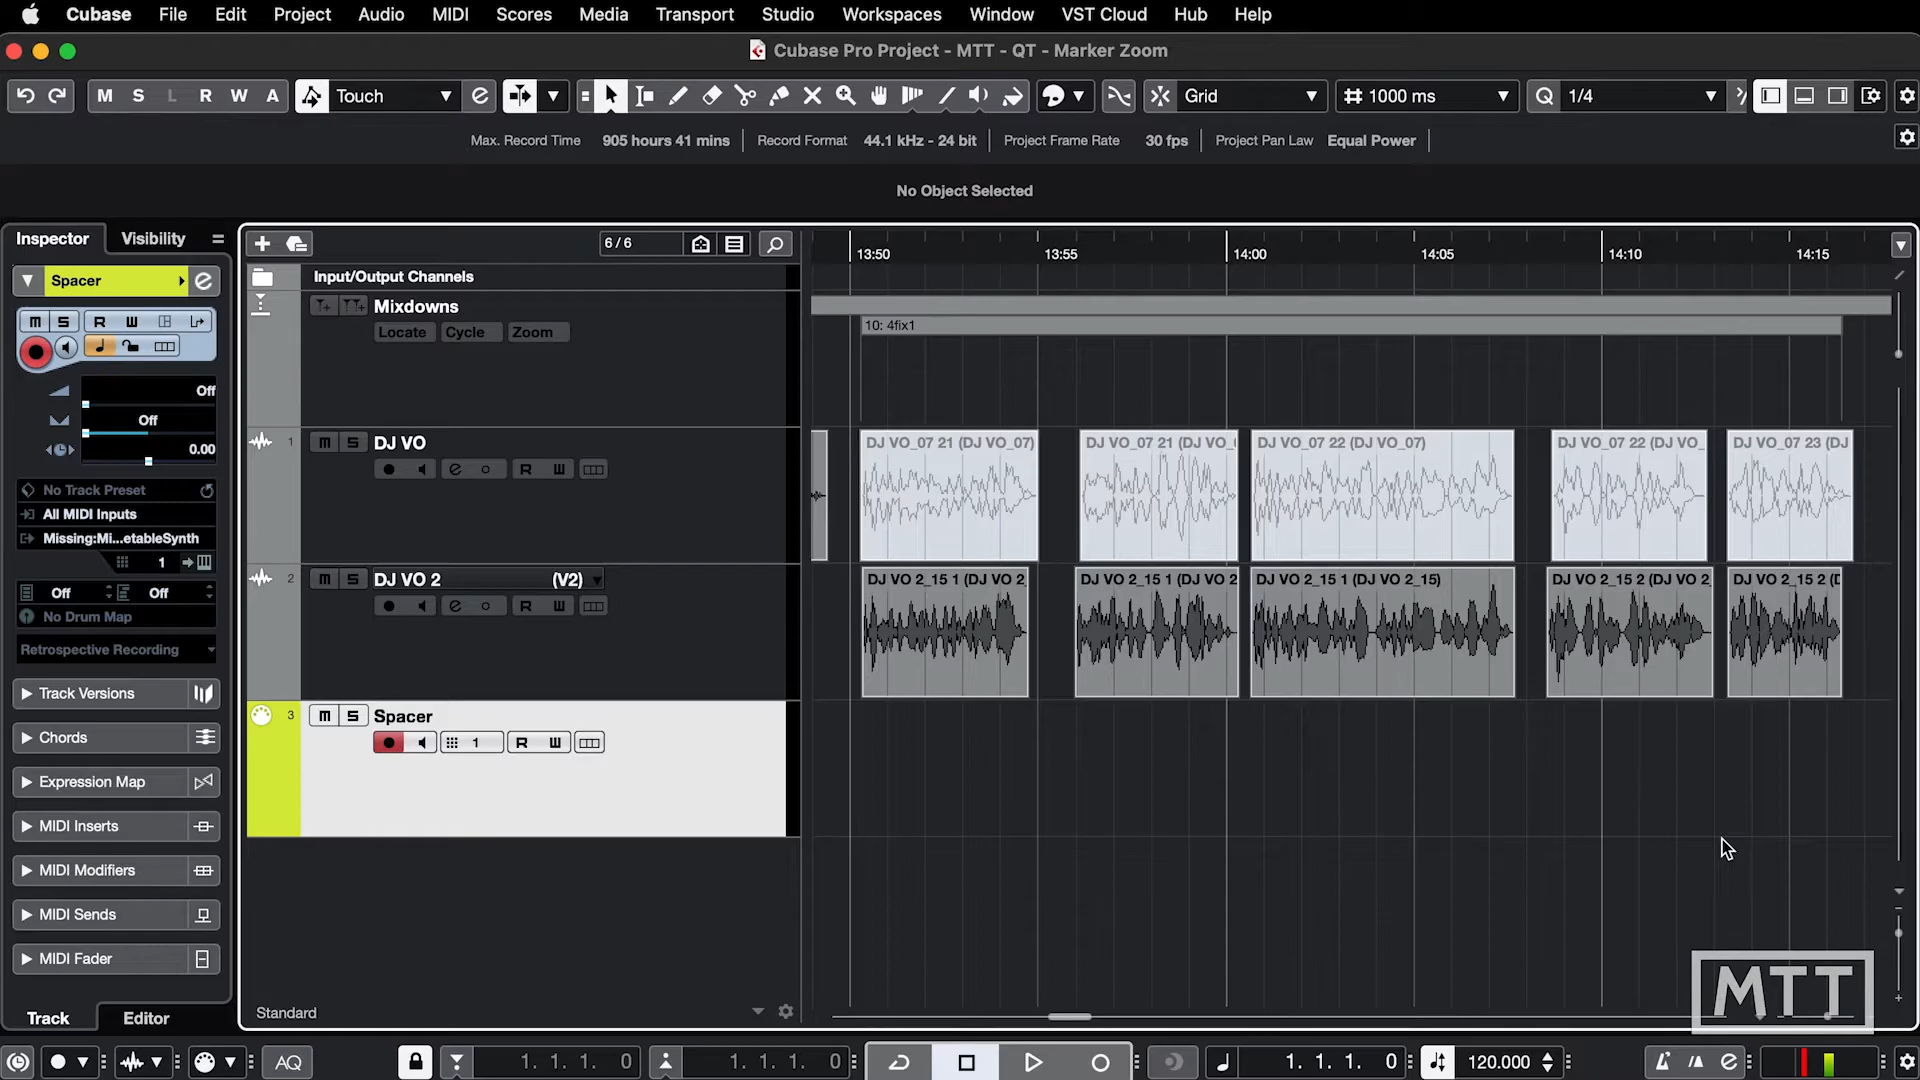 Cubase File Edit Project Audio MIDI Scores Media Transport Studio Workspaces Window VST Cloud Hub Help
Cubase Pro Project - MTT - QT - Marker Zoom
M S L R W A Touch Grid 1000 ms Q 1/4
Max. Record Time 905 hours 41 mins Record Format 44.1 kHz - 24 bit Project Frame Rate 30 fps Project Pan Law Equal Power
No Object Selected
Inspector Visibility
6 / 6
13:50 13:55 14:00 14:05 14:10 14:15
Spacer
Input/Output Channels
Mixdowns
Locate Cycle Zoom
10: 4fix1
M S R W
Off
Off
0.00
No Track Preset
All MIDI Inputs
Missing:Mi...etableSynth
1
Off Off
No Drum Map
Retrospective Recording
Track Versions
Chords
Expression Map
MIDI Inserts
MIDI Modifiers
MIDI Sends
MIDI Fader
Track Editor
1 M S DJ VO
R W
DJ VO_07 21 (DJ VO_07) DJ VO_07 21 (DJ VO_ DJ VO_07 22 (DJ VO_07) DJ VO_07 22 (DJ VO_ DJ VO_07 23 (DJ
2 M S DJ VO 2 (V2)
R W
DJ VO 2_15 1 (DJ VO 2_ DJ VO 2_15 1 (DJ VO 2 DJ VO 2_15 1 (DJ VO 2_15) DJ VO 2_15 2 (DJ VO 2_ DJ VO 2_15 2 (D
3 M S Spacer
1 R W
Standard
MTT
AQ 1. 1. 1. 0 1. 1. 1. 0 1. 1. 1. 0 120.000